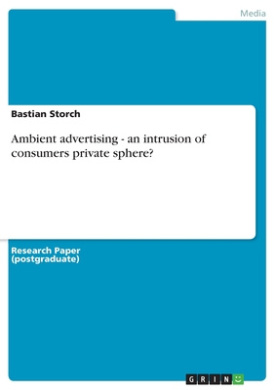 Media
Bastian Storch
Ambient advertising - an intrusion of
consumers private sphere?
Research Paper
(postgraduate)
GRIN